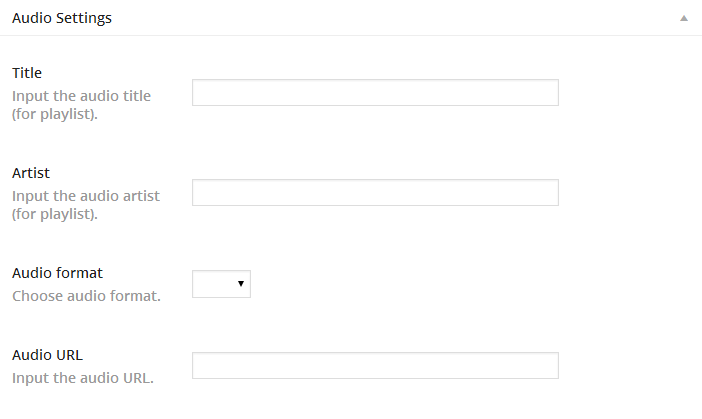 Audio Settings
Title
Input the audio title
(for playlist).
Artist
Input the audio artist
(for playlist).
Audio format
Choose audio format.
Audio URL
Input the audio URL.